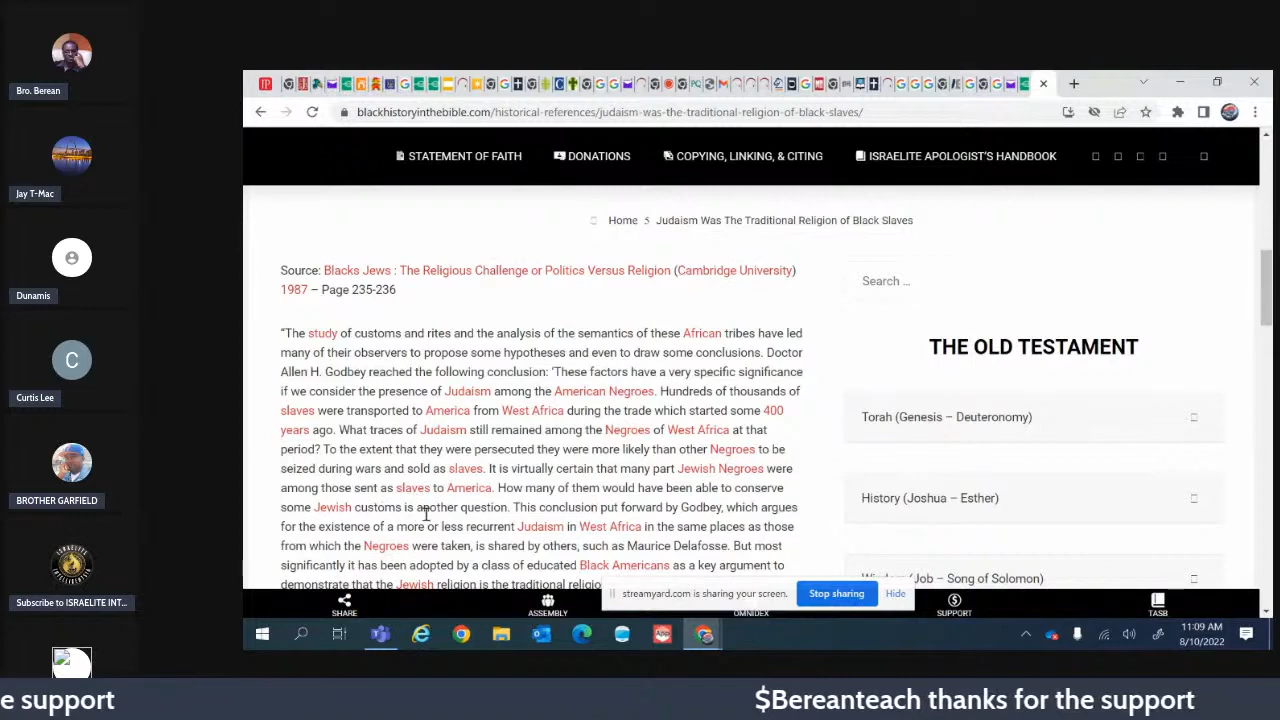 Bro. Berean
Jay T-Mac
Dunamis
C
Curtis Lee
BROTHER GARFIELD
Subscribe to ISRAELITE INT...
blackhistoryinthebible.com/historical-references/judaism-was-the-traditional-religion-of-black-slaves/
STATEMENT OF FAITH DONATIONS COPYING, LINKING, & CITING ISRAELITE APOLOGIST'S HANDBOOK
Home 5 Judaism Was The Traditional Religion of Black Slaves
Source: Blacks Jews : The Religious Challenge or Politics Versus Religion (Cambridge University)
1987 – Page 235-236
“The study of customs and rites and the analysis of the semantics of these African tribes have led
many of their observers to propose some hypotheses and even to draw some conclusions. Doctor
Allen H. Godbey reached the following conclusion: ‘These factors have a very specific significance
if we consider the presence of Judaism among the American Negroes. Hundreds of thousands of
slaves were transported to America from West Africa during the trade which started some 400
years ago. What traces of Judaism still remained among the Negroes of West Africa at that
period? To the extent that they were persecuted they were more likely than other Negroes to be
seized during wars and sold as slaves. It is virtually certain that many part Jewish Negroes were
among those sent as slaves to America. How many of them would have been able to conserve
some Jewish customs is another question. This conclusion put forward by Godbey, which argues
for the existence of a more or less recurrent Judaism in West Africa in the same places as those
from which the Negroes were taken, is shared by others, such as Maurice Delafosse. But most
significantly it has been adopted by a class of educated Black Americans as a key argument to
demonstrate that the Jewish religion is the traditional religio
Search ...
THE OLD TESTAMENT
Torah (Genesis – Deuteronomy)
History (Joshua – Esther)
Wisdom (Job – Song of Solomon)
streamyard.com is sharing your screen. Stop sharing Hide
SHARE ASSEMBLY OMNIDEX SUPPORT TASB
App
11:09 AM
8/10/2022
e support $Bereanteach thanks for the support